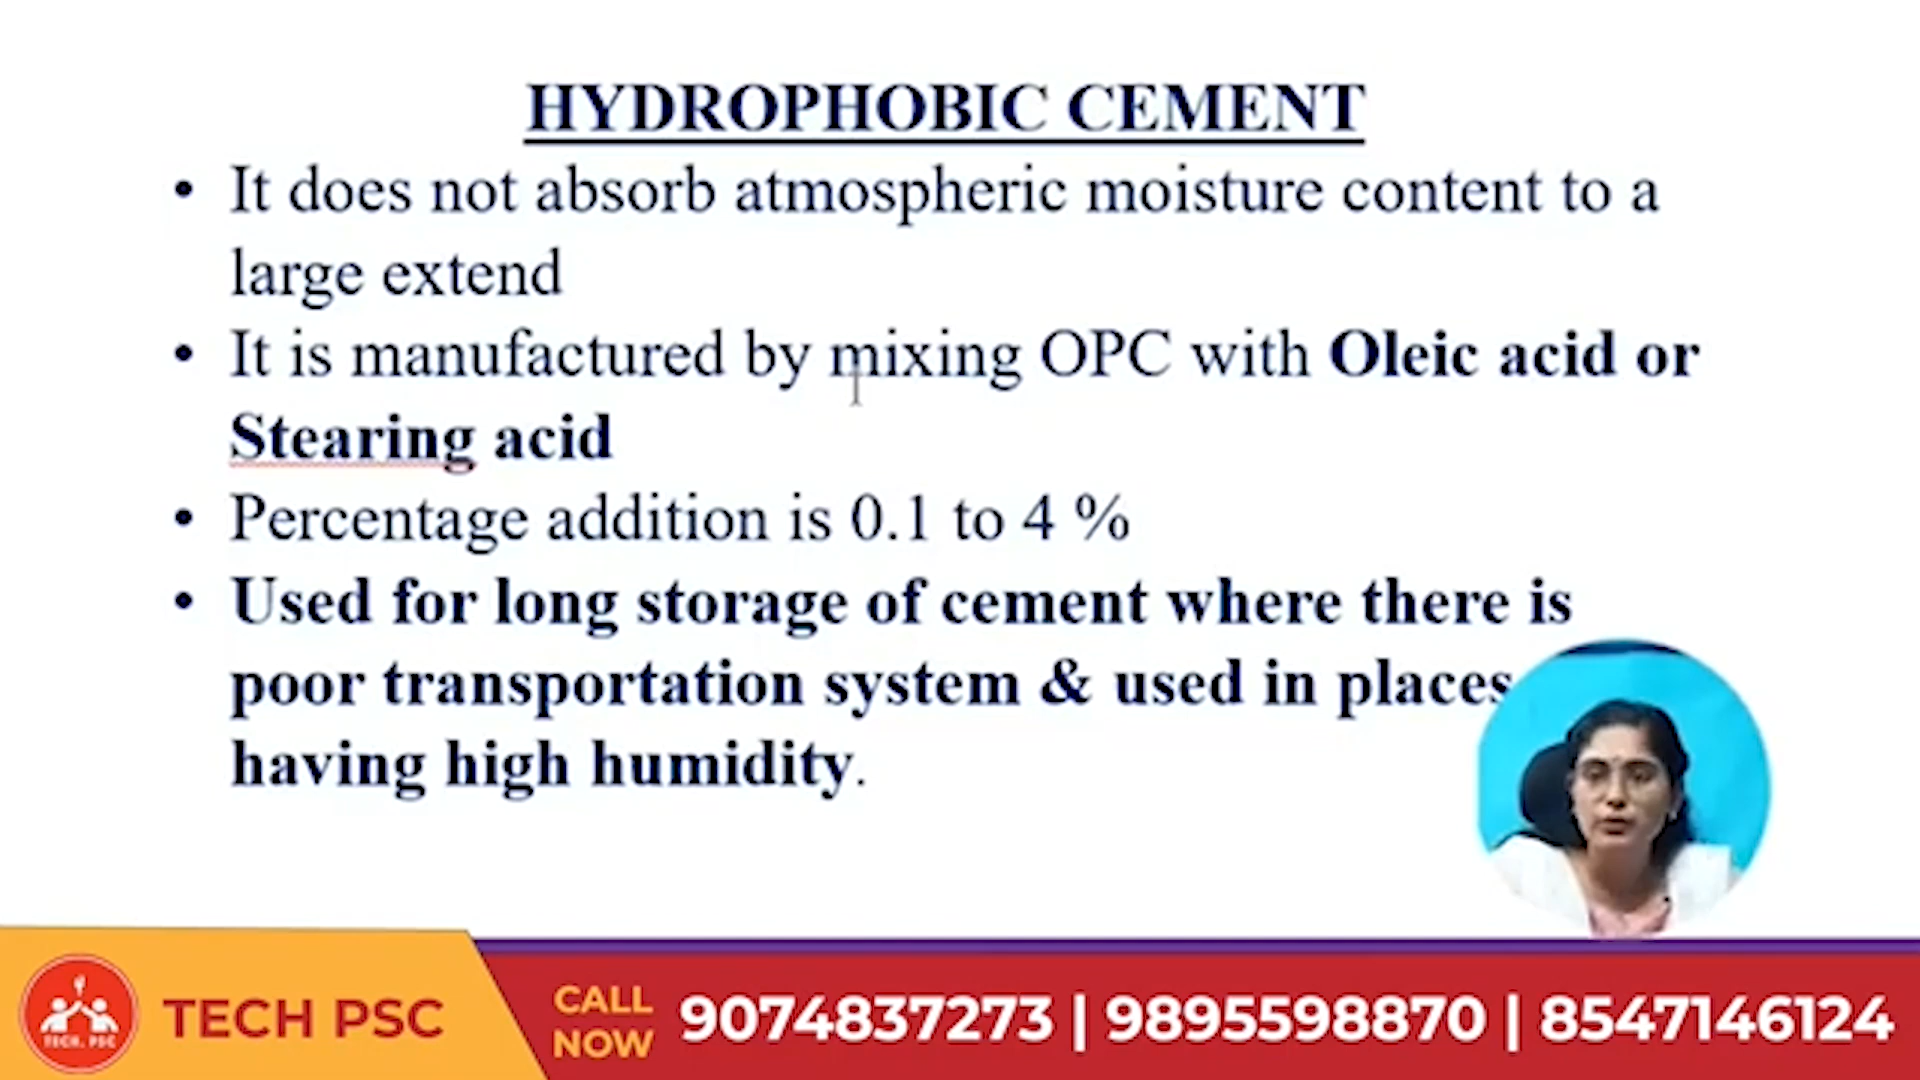 HYDROPHOBIC CEMENT
• It does not absorb atmospheric moisture content to a
large extend
• It is manufactured by mixing OPC with Oleic acid or
Stearing acid
• Percentage addition is 0.1 to 4 %
• Used for long storage of cement where there is
poor transportation system & used in places
having high humidity.
TECH. PSC
TECH PSC
CALL
NOW
9074837273 | 9895598870 | 8547146124